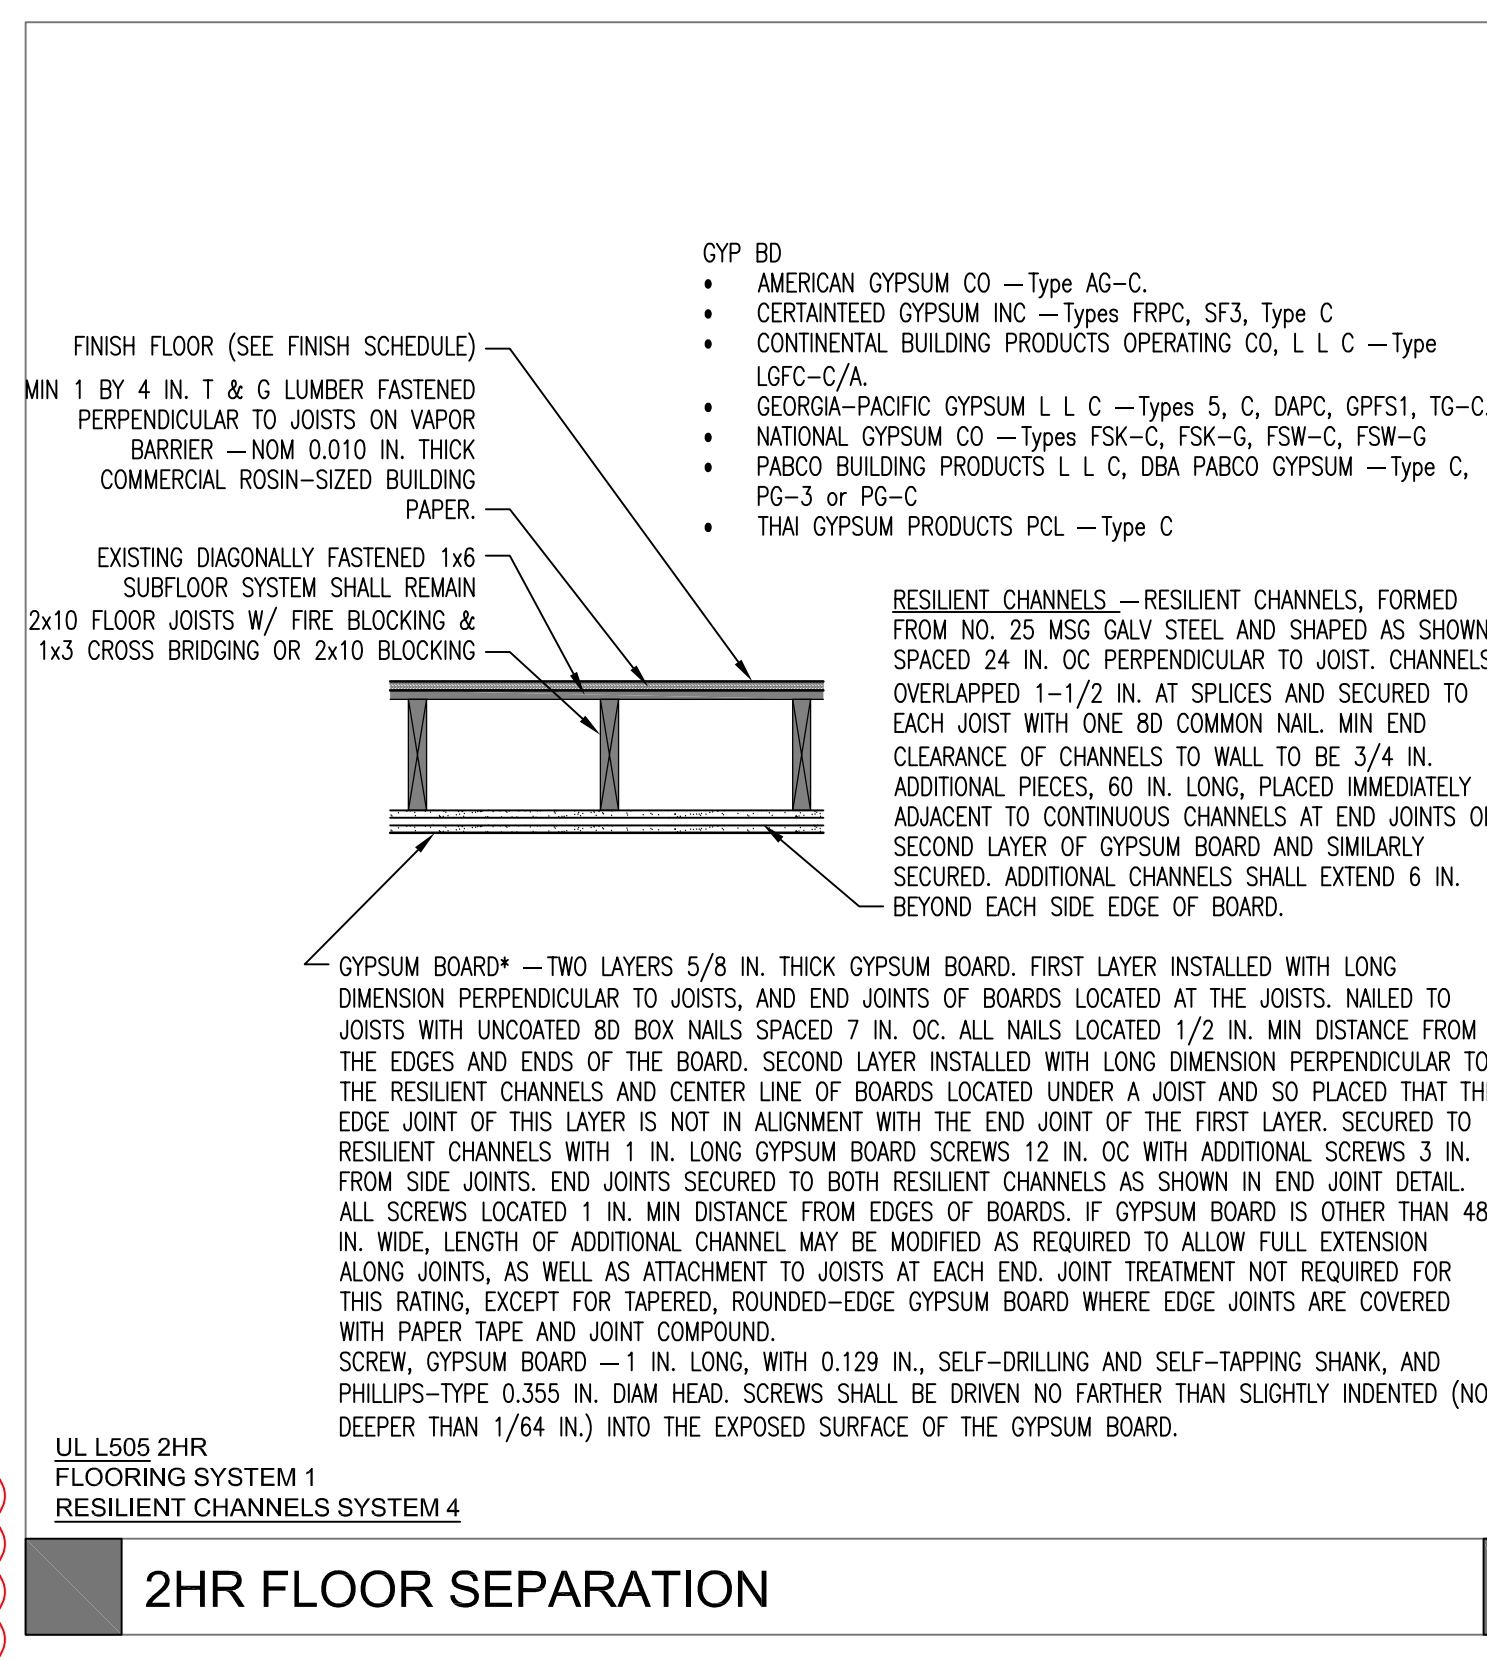 GYP BD
• AMERICAN GYPSUM CO — Type AG-C.
• CERTAINTEED GYPSUM INC — Types FRPC, SF3, Type C
• CONTINENTAL BUILDING PRODUCTS OPERATING CO, L L C — Type
LGFC-C/A.
• GEORGIA-PACIFIC GYPSUM L L C — Types 5, C, DAPC, GPFS1, TG-C.
• NATIONAL GYPSUM CO — Types FSK-C, FSK-G, FSW-C, FSW-G
• PABCO BUILDING PRODUCTS L L C, DBA PABCO GYPSUM — Type C,
PG-3 or PG-C
• THAI GYPSUM PRODUCTS PCL — Type C
FINISH FLOOR (SEE FINISH SCHEDULE)
MIN 1 BY 4 IN. T & G LUMBER FASTENED
PERPENDICULAR TO JOISTS ON VAPOR
BARRIER — NOM 0.010 IN. THICK
COMMERCIAL ROSIN-SIZED BUILDING
PAPER.
EXISTING DIAGONALLY FASTENED 1x6
SUBFLOOR SYSTEM SHALL REMAIN
2x10 FLOOR JOISTS W/ FIRE BLOCKING &
1x3 CROSS BRIDGING OR 2x10 BLOCKING
RESILIENT CHANNELS — RESILIENT CHANNELS, FORMED
FROM NO. 25 MSG GALV STEEL AND SHAPED AS SHOWN
SPACED 24 IN. OC PERPENDICULAR TO JOIST. CHANNELS
OVERLAPPED 1-1/2 IN. AT SPLICES AND SECURED TO
EACH JOIST WITH ONE 8D COMMON NAIL. MIN END
CLEARANCE OF CHANNELS TO WALL TO BE 3/4 IN.
ADDITIONAL PIECES, 60 IN. LONG, PLACED IMMEDIATELY
ADJACENT TO CONTINUOUS CHANNELS AT END JOINTS
SECOND LAYER OF GYPSUM BOARD AND SIMILARLY
SECURED. ADDITIONAL CHANNELS SHALL EXTEND 6 IN.
BEYOND EACH SIDE EDGE OF BOARD.
GYPSUM BOARD* — TWO LAYERS 5/8 IN. THICK GYPSUM BOARD. FIRST LAYER INSTALLED WITH LONG
DIMENSION PERPENDICULAR TO JOISTS, AND END JOINTS OF BOARDS LOCATED AT THE JOISTS. NAILED TO
JOISTS WITH UNCOATED 8D BOX NAILS SPACED 7 IN. OC. ALL NAILS LOCATED 1/2 IN. MIN DISTANCE FROM
THE EDGES AND ENDS OF THE BOARD. SECOND LAYER INSTALLED WITH LONG DIMENSION PERPENDICULAR TO
THE RESILIENT CHANNELS AND CENTER LINE OF BOARDS LOCATED UNDER A JOIST AND SO PLACED THAT
EDGE JOINT OF THIS LAYER IS NOT IN ALIGNMENT WITH THE END JOINT OF THE FIRST LAYER. SECURED TO
RESILIENT CHANNELS WITH 1 IN. LONG GYPSUM BOARD SCREWS 12 IN. OC WITH ADDITIONAL SCREWS 3 IN.
FROM SIDE JOINTS. END JOINTS SECURED TO BOTH RESILIENT CHANNELS AS SHOWN IN END JOINT DETAIL.
ALL SCREWS LOCATED 1 IN. MIN DISTANCE FROM EDGES OF BOARDS. IF GYPSUM BOARD IS OTHER THAN 48
IN. WIDE, LENGTH OF ADDITIONAL CHANNEL MAY BE MODIFIED AS REQUIRED TO ALLOW FULL EXTENSION
ALONG JOINTS, AS WELL AS ATTACHMENT TO JOISTS AT EACH END. JOINT TREATMENT NOT REQUIRED FOR
THIS RATING, EXCEPT FOR TAPERED, ROUNDED-EDGE GYPSUM BOARD WHERE EDGE JOINTS ARE COVERED
WITH PAPER TAPE AND JOINT COMPOUND.
SCREW, GYPSUM BOARD — 1 IN. LONG, WITH 0.129 IN., SELF-DRILLING AND SELF-TAPPING SHANK, AND
PHILLIPS-TYPE 0.355 IN. DIAM HEAD. SCREWS SHALL BE DRIVEN NO FARTHER THAN SLIGHTLY INDENTED (NO
DEEPER THAN 1/64 IN.) INTO THE EXPOSED SURFACE OF THE GYPSUM BOARD.
UL L505 2HR
FLOORING SYSTEM 1
RESILIENT CHANNELS SYSTEM 4
2HR FLOOR SEPARATION